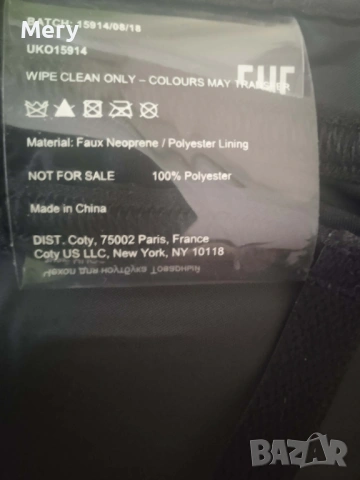 Mery
BATCH: 15914/08/18
UKO15914
WIPE CLEAN ONLY – COLOURS MAY TRANSFER
EAC
Material: Faux Neoprene / Polyester Lining
NOT FOR SALE 100% Polyester
Made in China
DIST. Coty, 75002 Paris, France
Coty US LLC, New York, NY 10118
BAZAR